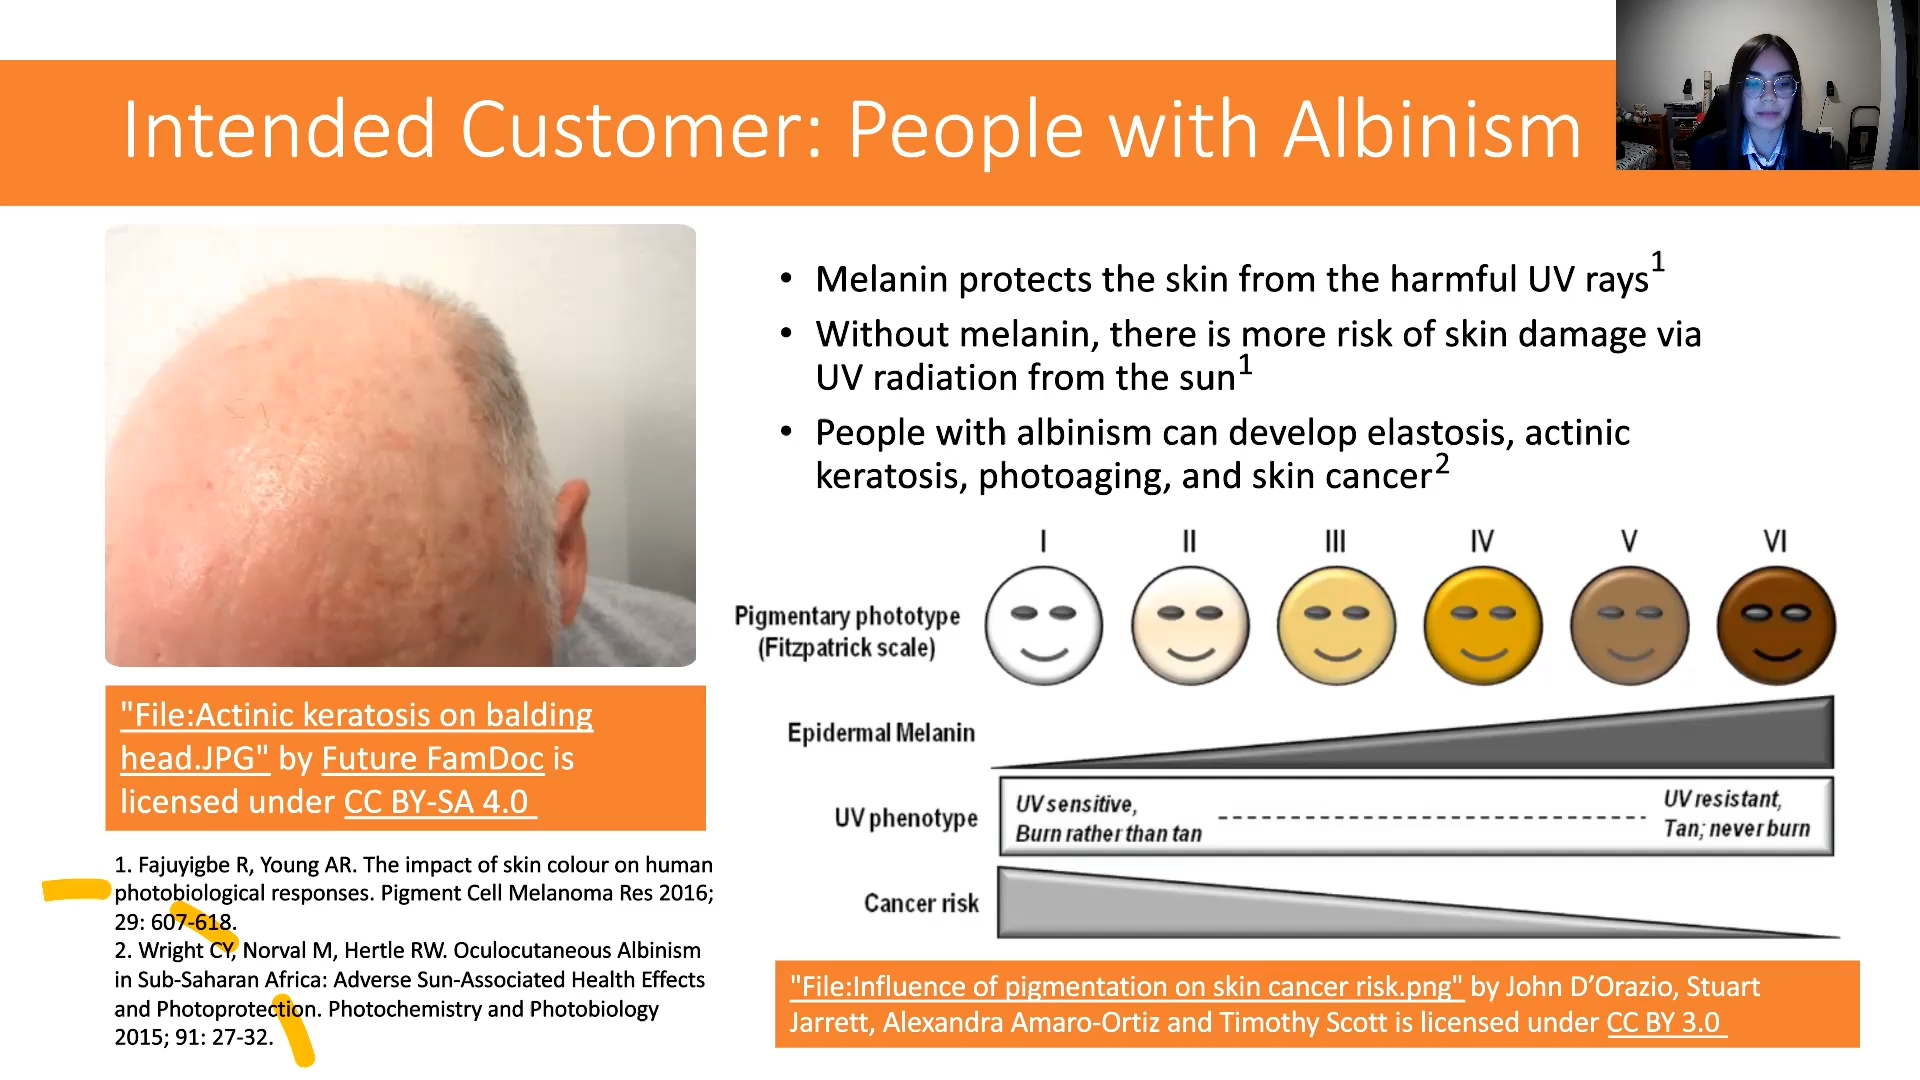 Intended Customer: People with Albinism
• Melanin protects the skin from the harmful UV rays1
• Without melanin, there is more risk of skin damage via
UV radiation from the sun1
• People with albinism can develop elastosis, actinic
keratosis, photoaging, and skin cancer2
I II III IV V VI
Pigmentary phototype
(Fitzpatrick scale)
Epidermal Melanin
UV phenotype
UV sensitive,
Burn rather than tan
UV resistant,
Tan; never burn
Cancer risk
"File:Actinic keratosis on balding
head.JPG" by Future FamDoc is
licensed under CC BY-SA 4.0
1. Fajuyigbe R, Young AR. The impact of skin colour on human
photobiological responses. Pigment Cell Melanoma Res 2016;
29: 607-618.
2. Wright CY, Norval M, Hertle RW. Oculocutaneous Albinism
in Sub-Saharan Africa: Adverse Sun-Associated Health Effects
and Photoprotection. Photochemistry and Photobiology
2015; 91: 27-32.
"File:Influence of pigmentation on skin cancer risk.png" by John D’Orazio, Stuart
Jarrett, Alexandra Amaro-Ortiz and Timothy Scott is licensed under CC BY 3.0